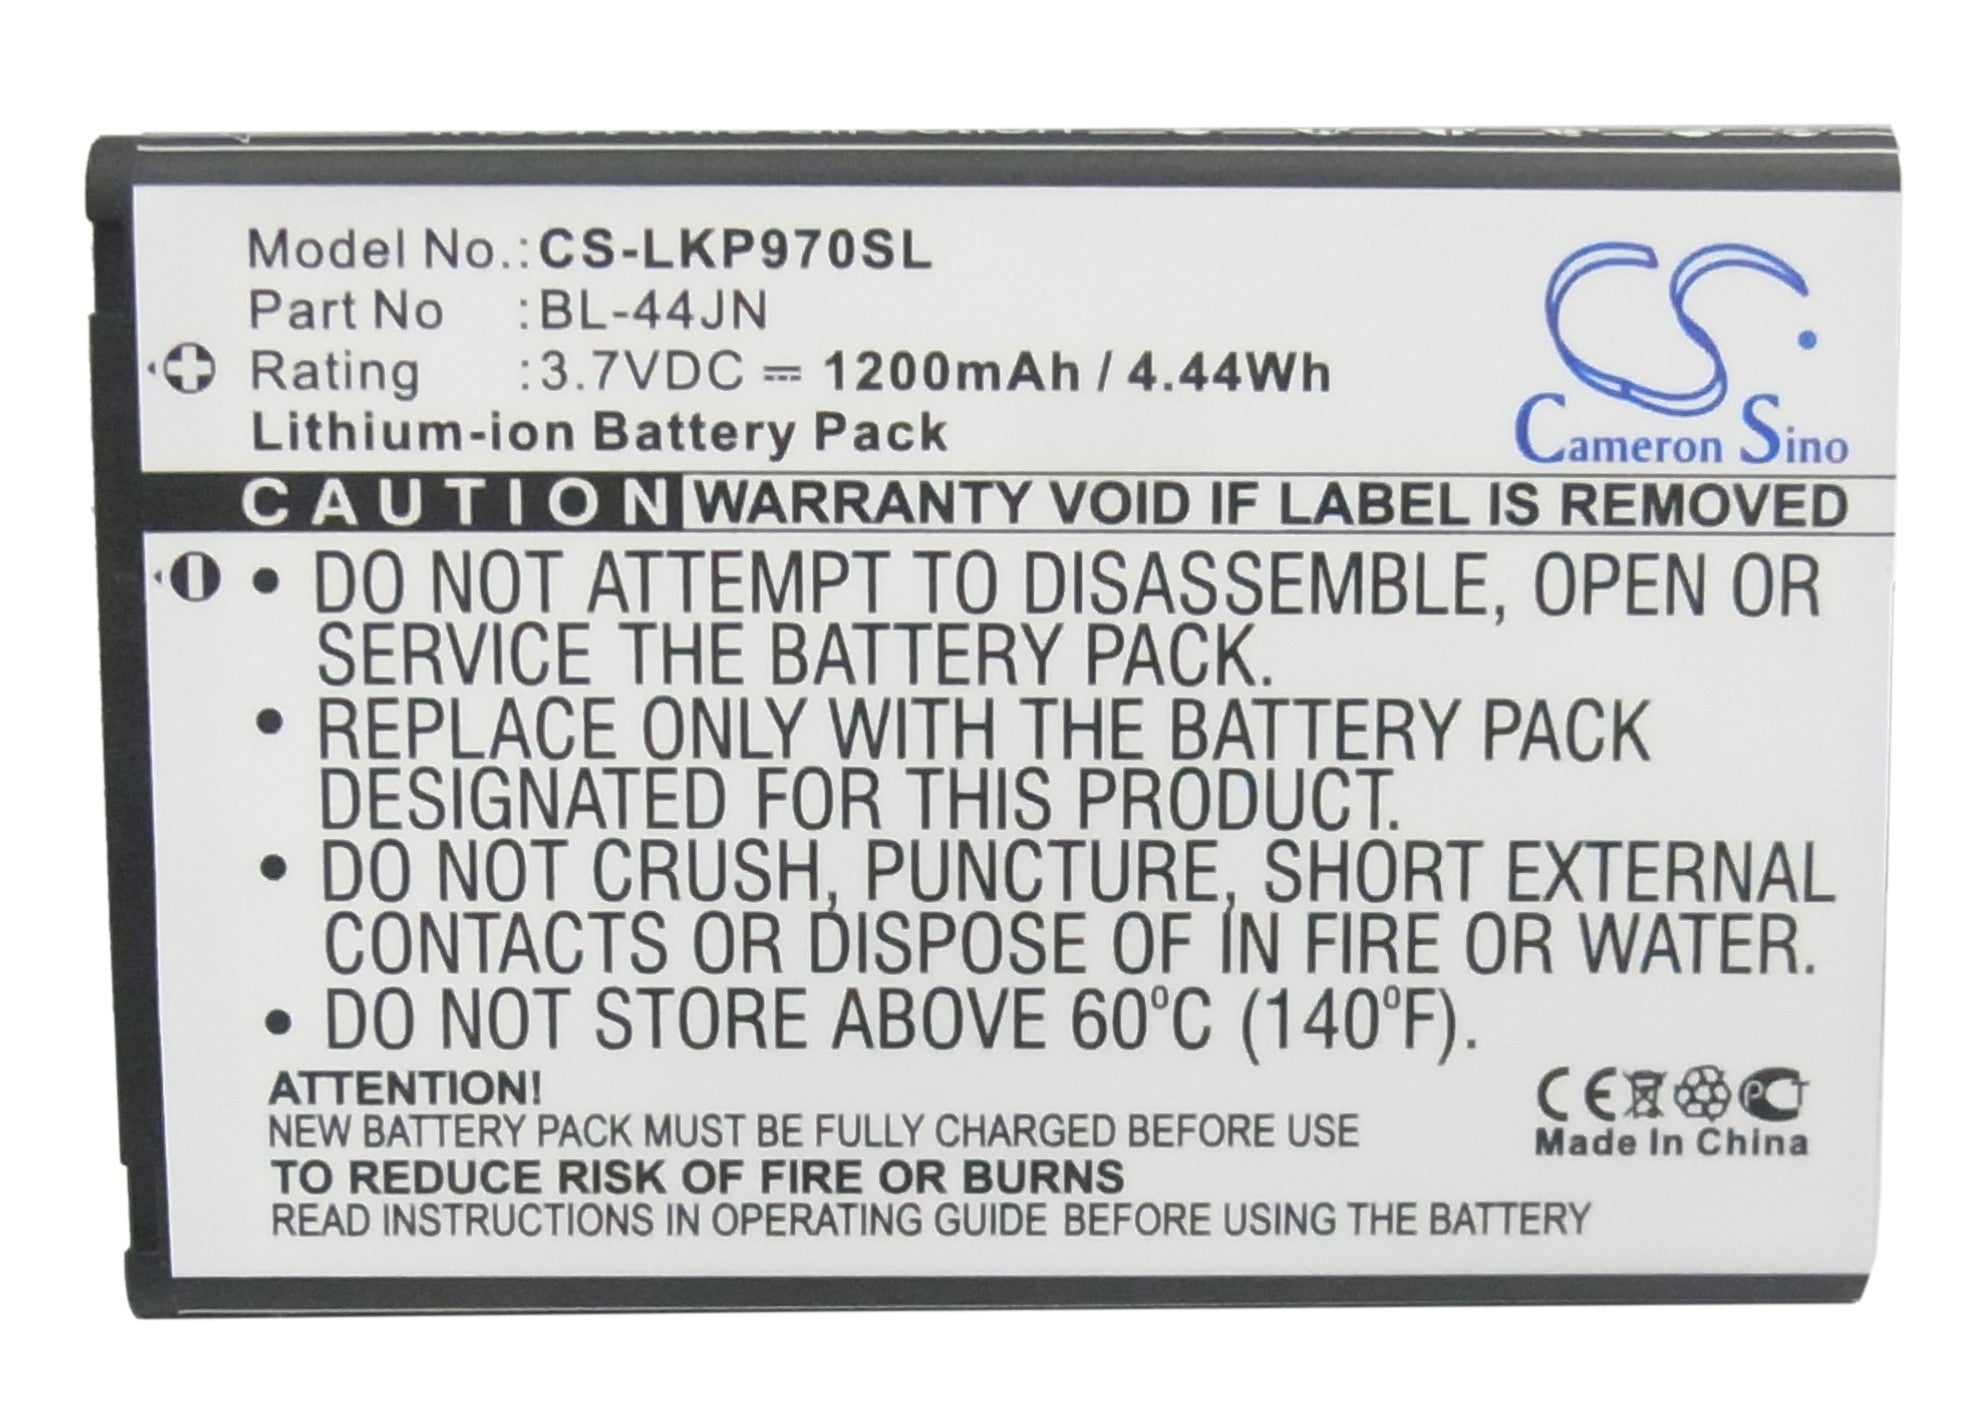 Model No.: CS-LKP970SL
Part No : BL-44JN
Rating : 3.7VDC ⎓ 1200mAh / 4.44Wh
Lithium-ion Battery Pack
CS
Cameron Sino
CAUTION WARRANTY VOID IF LABEL IS REMOVED
• DO NOT ATTEMPT TO DISASSEMBLE, OPEN OR
SERVICE THE BATTERY PACK.
• REPLACE ONLY WITH THE BATTERY PACK
DESIGNATED FOR THIS PRODUCT.
• DO NOT CRUSH, PUNCTURE, SHORT EXTERNAL
CONTACTS OR DISPOSE OF IN FIRE OR WATER.
• DO NOT STORE ABOVE 60°C (140°F).
ATTENTION!
NEW BATTERY PACK MUST BE FULLY CHARGED BEFORE USE
TO REDUCE RISK OF FIRE OR BURNS
READ INSTRUCTIONS IN OPERATING GUIDE BEFORE USING THE BATTERY
CE PCT
Made In China